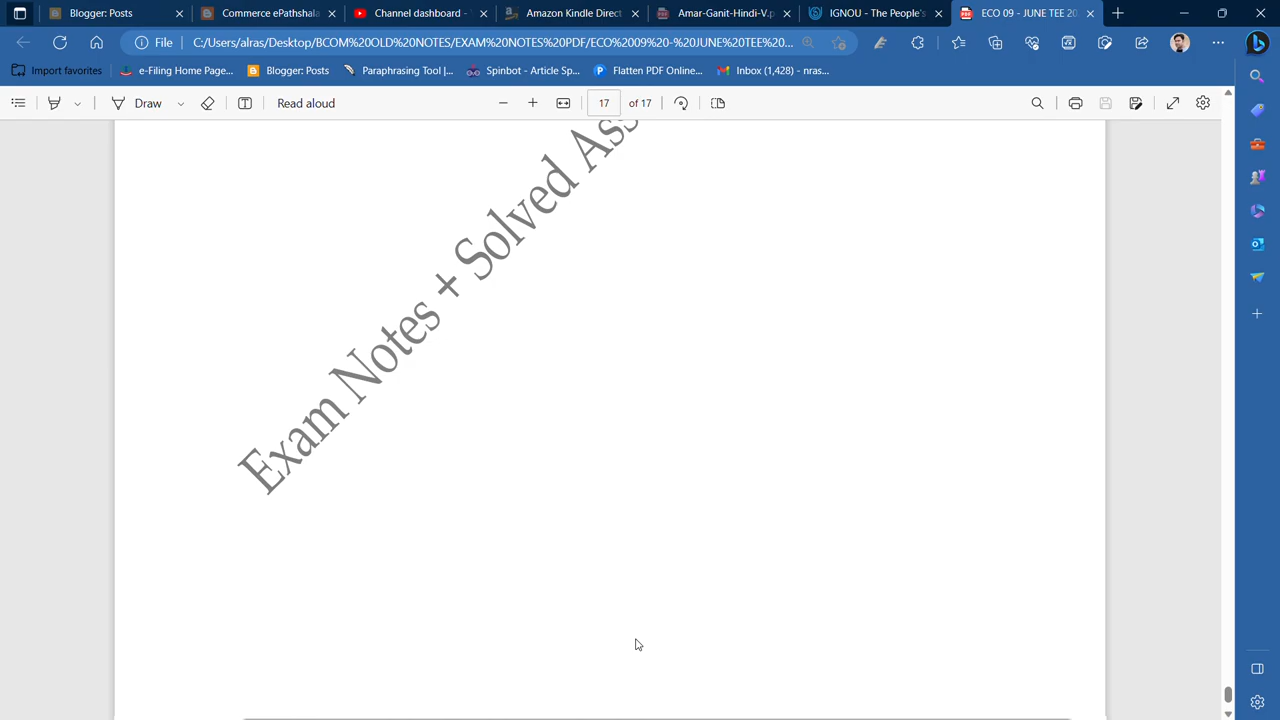 Blogger: Posts
Commerce ePathshala
Channel dashboard -
Amazon Kindle Direct
Amar-Ganit-Hindi-V.p
IGNOU - The People's
ECO 09 - JUNE TEE 20
File
C:/Users/alras/Desktop/BCOM%20OLD%20NOTES/EXAM%20NOTES%20PDF/ECO%2009%20-%20JUNE%20TEE%20...
Import favorites
e-Filing Home Page...
Blogger: Posts
Paraphrasing Tool |...
Spinbot - Article Sp...
Flatten PDF Online...
Inbox (1,428) - nras...
Draw
Read aloud
17
of 17
Exam Notes + Solved Ass